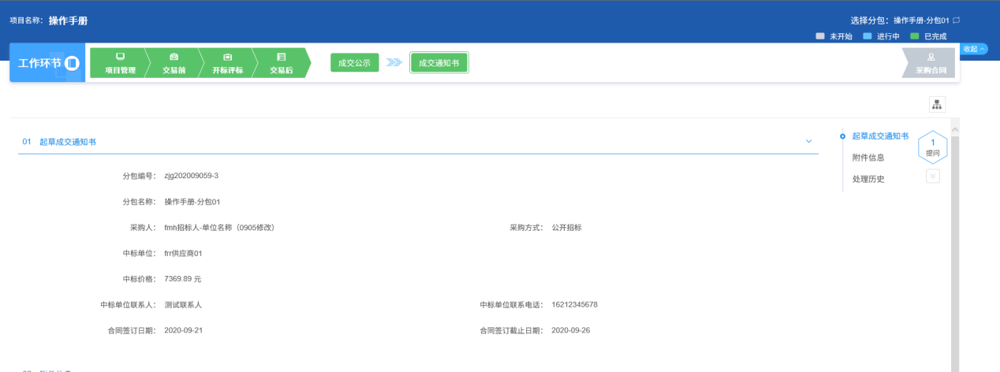 项目名称: 操作手册
选择分包: 操作手册-分包01
未开始 进行中 已完成
收起
工作环节
项目管理 交易前 开标评标 交易后 成交公示 成交通知书 采购合同
01 起草成交通知书
起草成交通知书
附件信息
处理历史
1
提问
分包编号: zjg202009059-3
分包名称: 操作手册-分包01
采购人: fmh招标人-单位名称（0905修改） 采购方式: 公开招标
中标单位: frr供应商01
中标价格: 7369.89 元
中标单位联系人: 测试联系人 中标单位联系电话: 16212345678
合同签订日期: 2020-09-21 合同签订截止日期: 2020-09-26